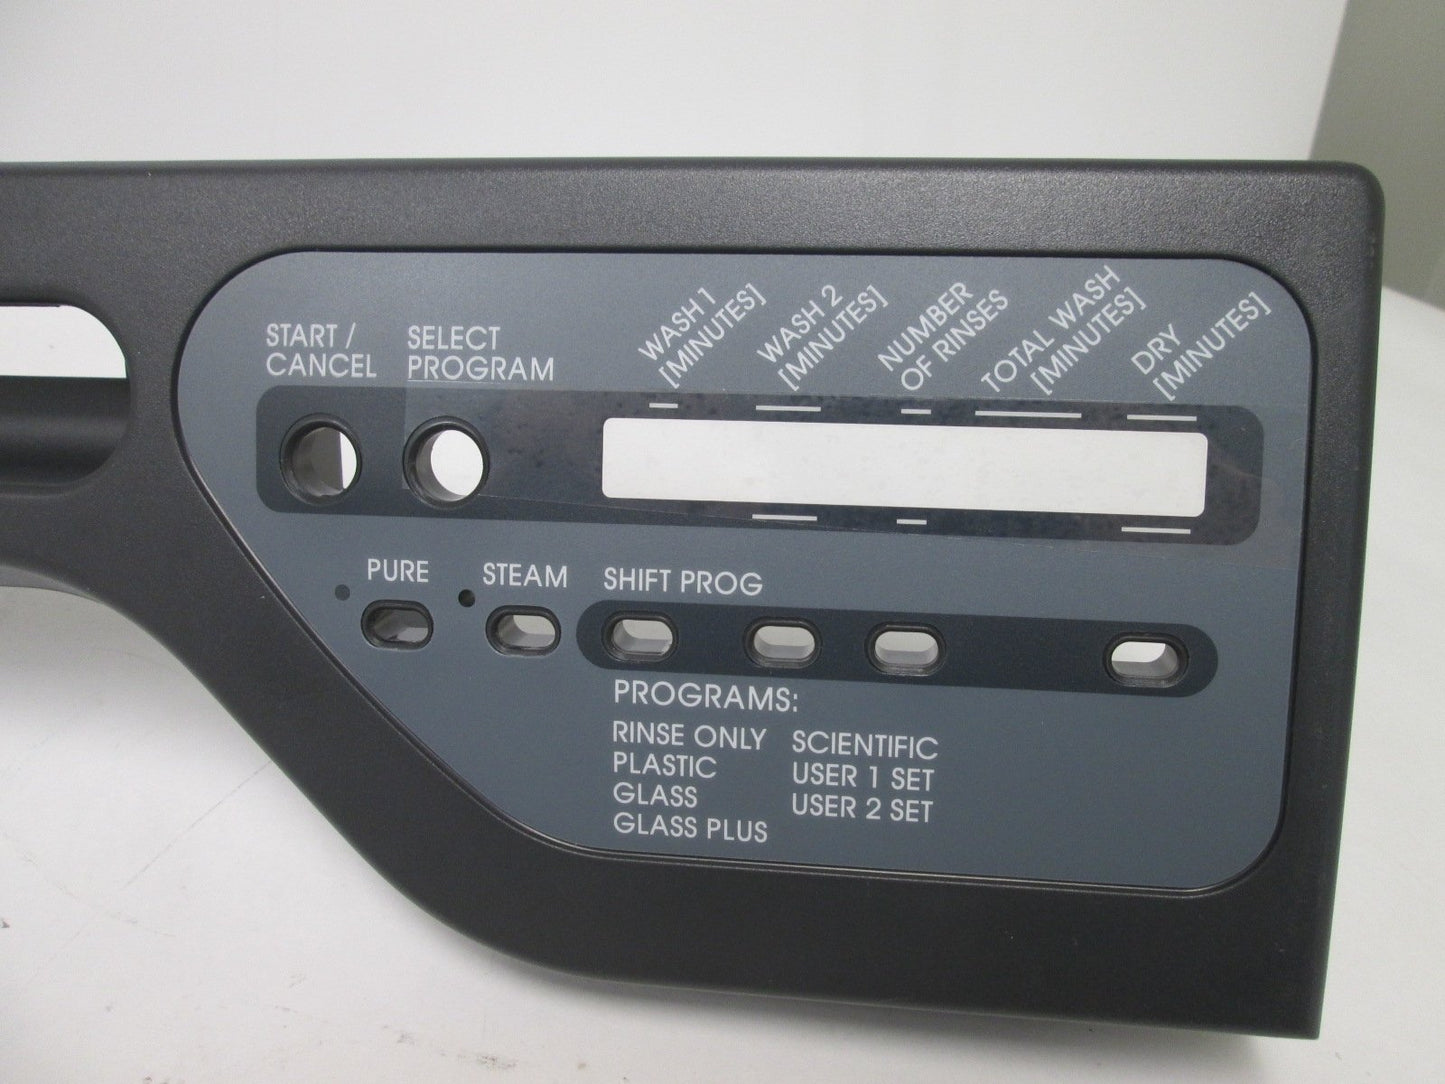 START / CANCEL
SELECT PROGRAM
WASH 1 [MINUTES]
WASH 2 [MINUTES]
NUMBER OF RINSES
TOTAL WASH [MINUTES]
DRY [MINUTES]
PURE
STEAM
SHIFT PROG
PROGRAMS:
RINSE ONLY
PLASTIC
GLASS
GLASS PLUS
SCIENTIFIC
USER 1 SET
USER 2 SET